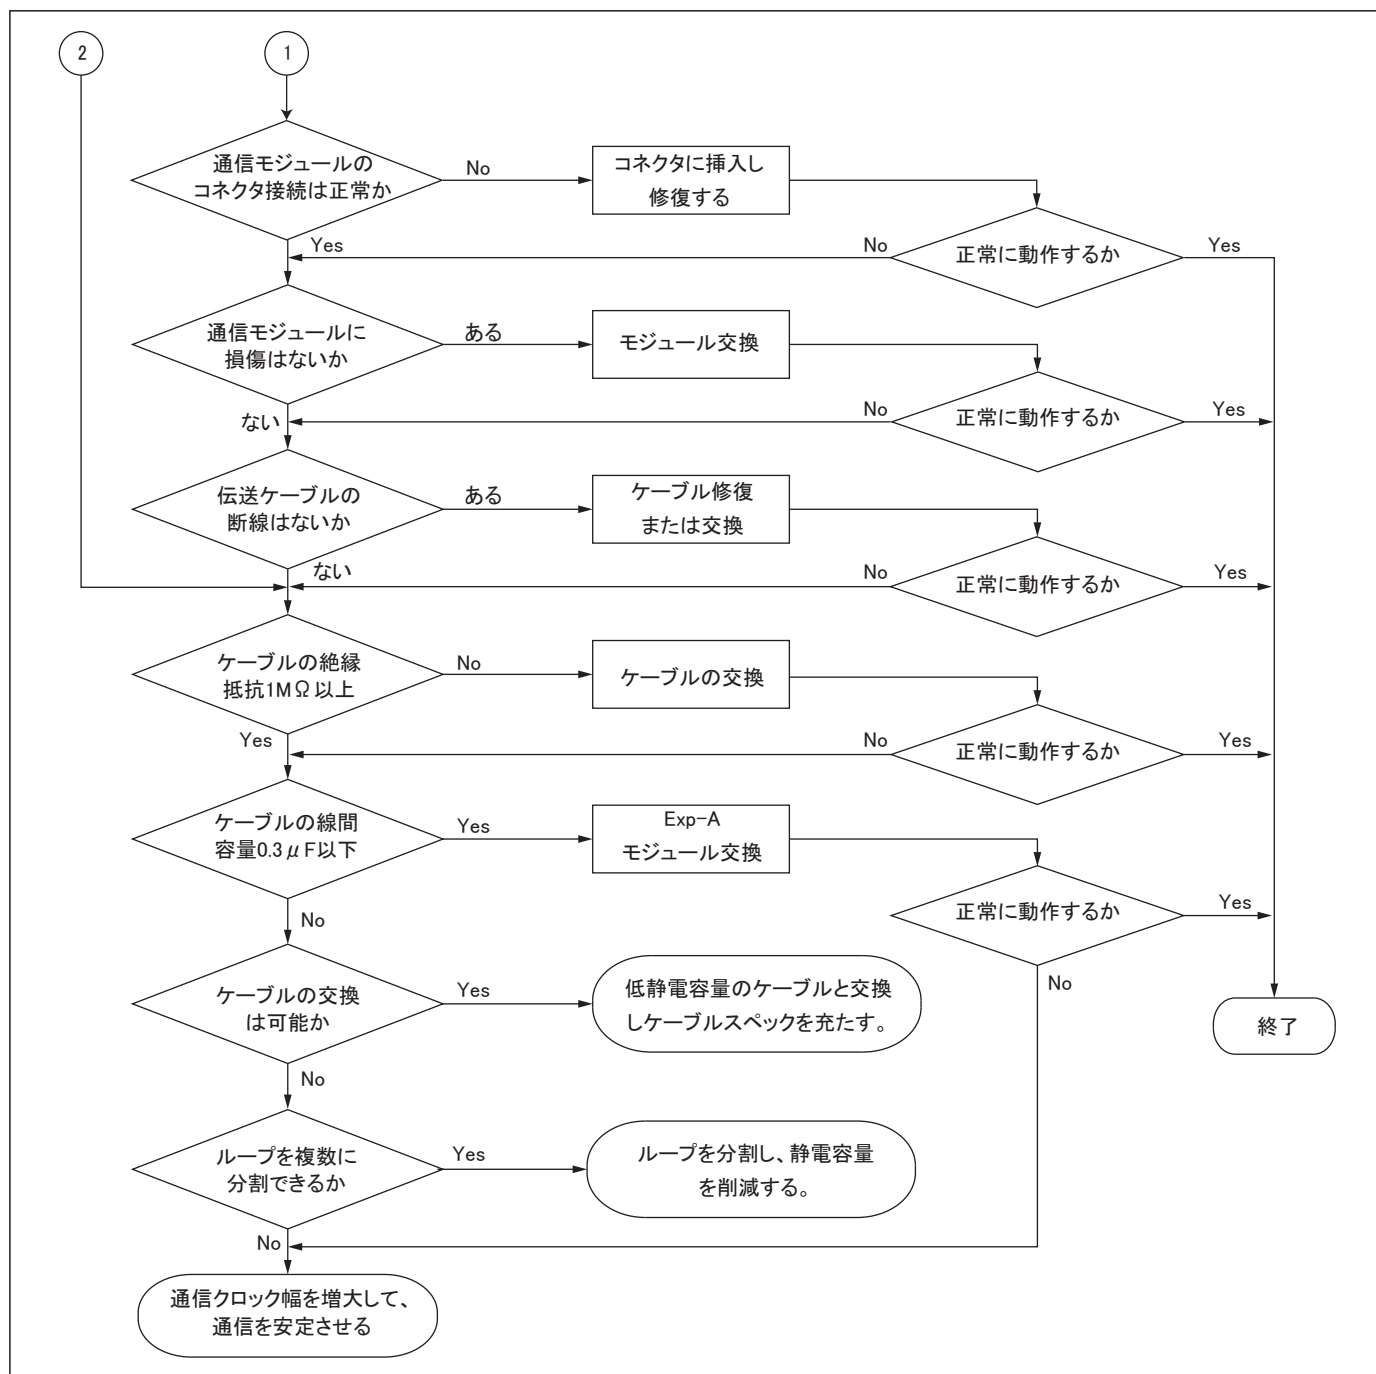 2
1
通信モジュールの
コネクタ接続は正常か
No
コネクタに挿入し
修復する
Yes
No
正常に動作するか
Yes
通信モジュールに
損傷はないか
ある
モジュール交換
ない
No
正常に動作するか
Yes
伝送ケーブルの
断線はないか
ある
ケーブル修復
または交換
ない
No
正常に動作するか
Yes
ケーブルの絶縁
抵抗1MΩ以上
No
ケーブルの交換
Yes
No
正常に動作するか
Yes
ケーブルの線間
容量0.3μF以下
Yes
Exp-A
モジュール交換
No
正常に動作するか
Yes
No
ケーブルの交換
は可能か
Yes
低静電容量のケーブルと交換
しケーブルスペックを充たす。
終了
No
ループを複数に
分割できるか
Yes
ループを分割し、静電容量
を削減する。
No
通信クロック幅を増大して、
通信を安定させる